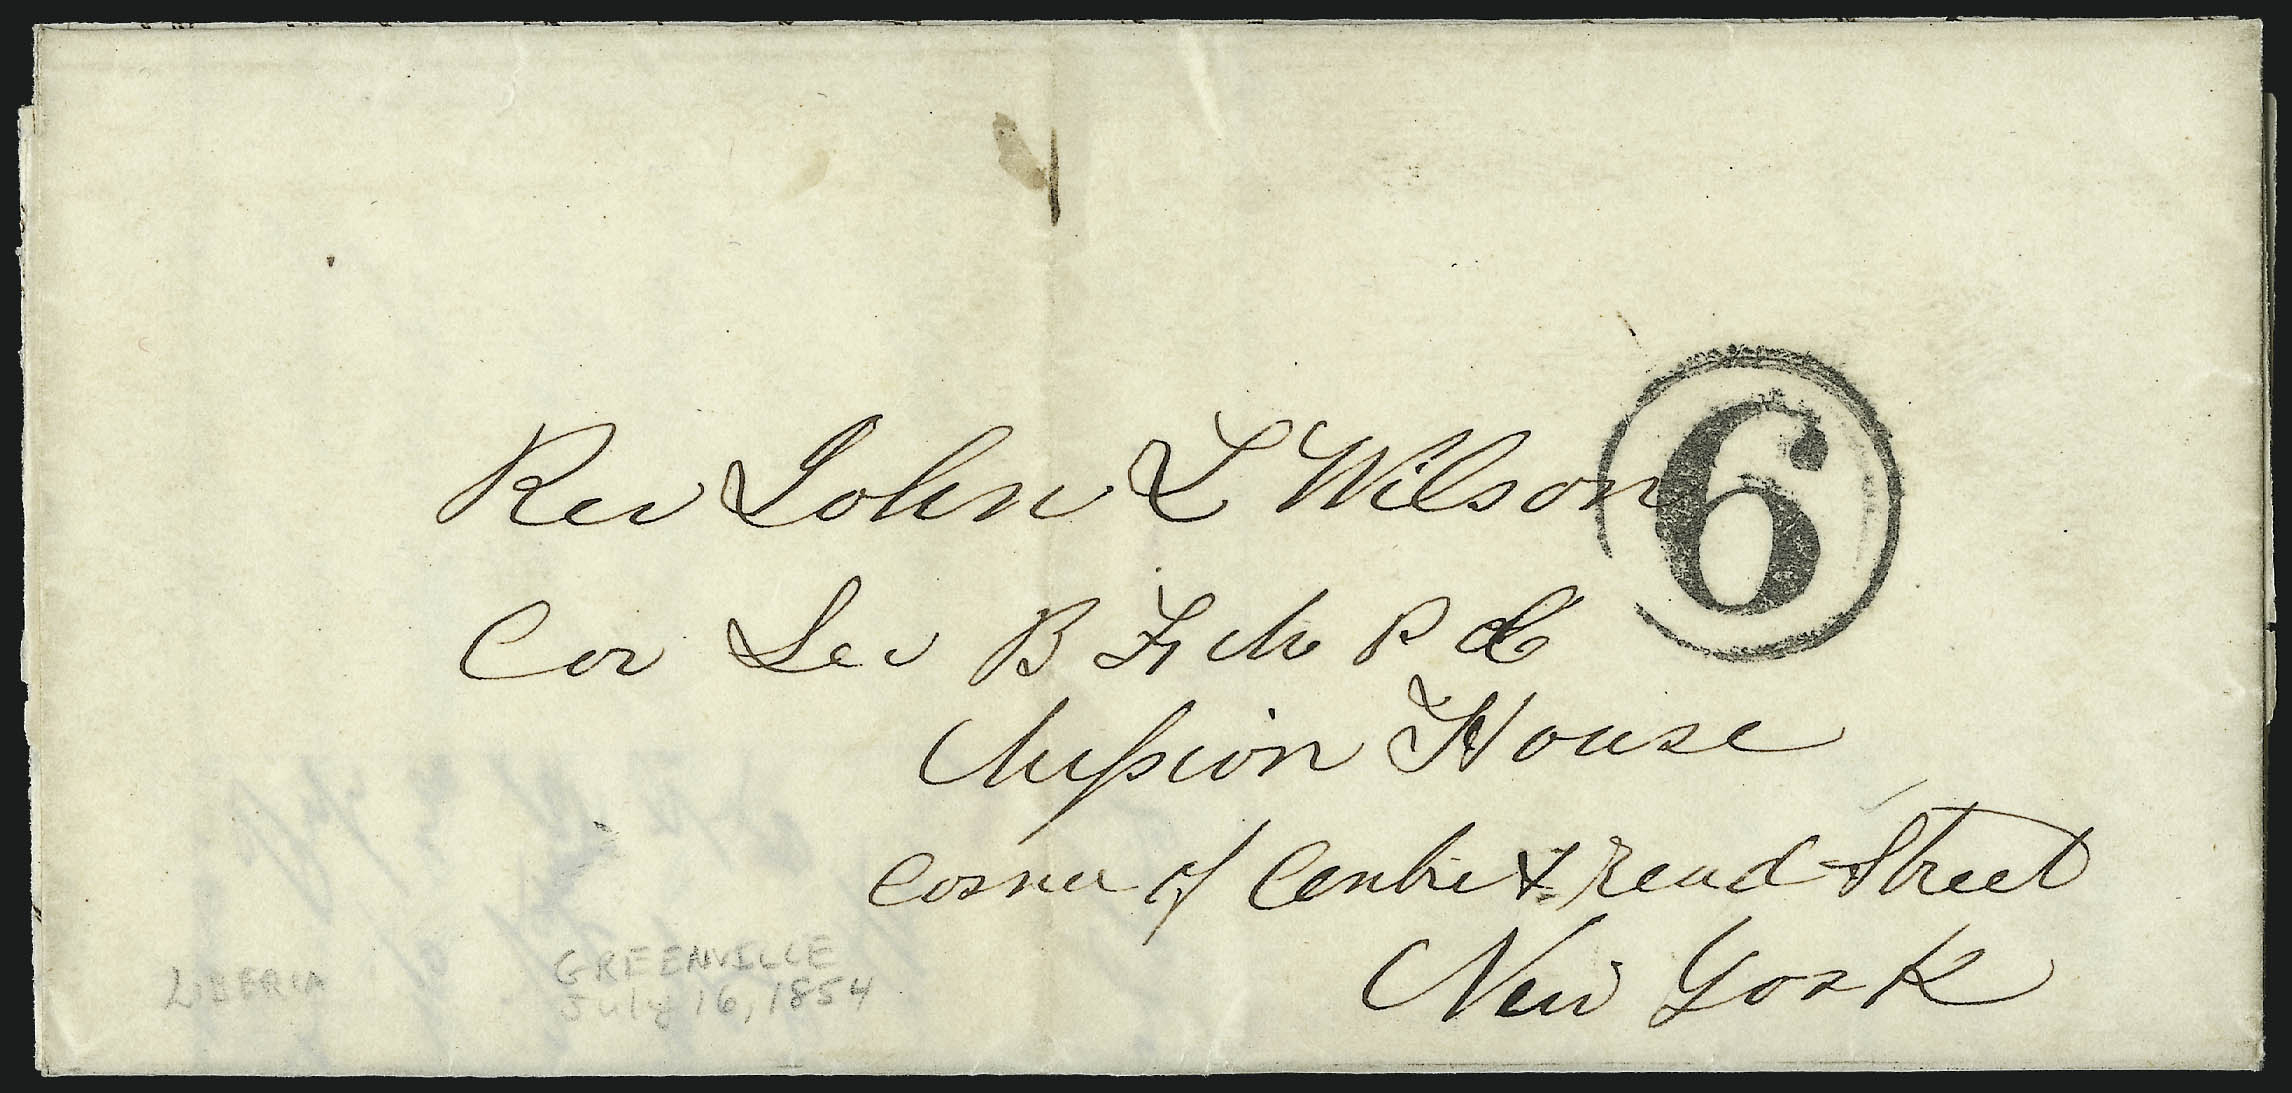 Rev John L Wilson
6
Cor Sec B F M P C
Mission House
Corner of Centre & Read Street
New York
LIBERIA
GREENVILLE
July 16, 1854